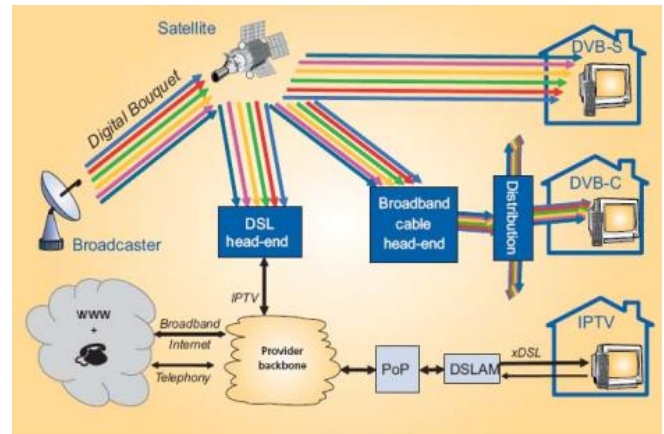 Satellite
DVB-S
Digital Bouquet
Broadcaster
DSL
head-end
Broadband
cable
head-end
Distribution
DVB-C
IPTV
WWW
+
Broadband
Internet
Telephony
Provider
backbone
PoP
DSLAM
xDSL
IPTV